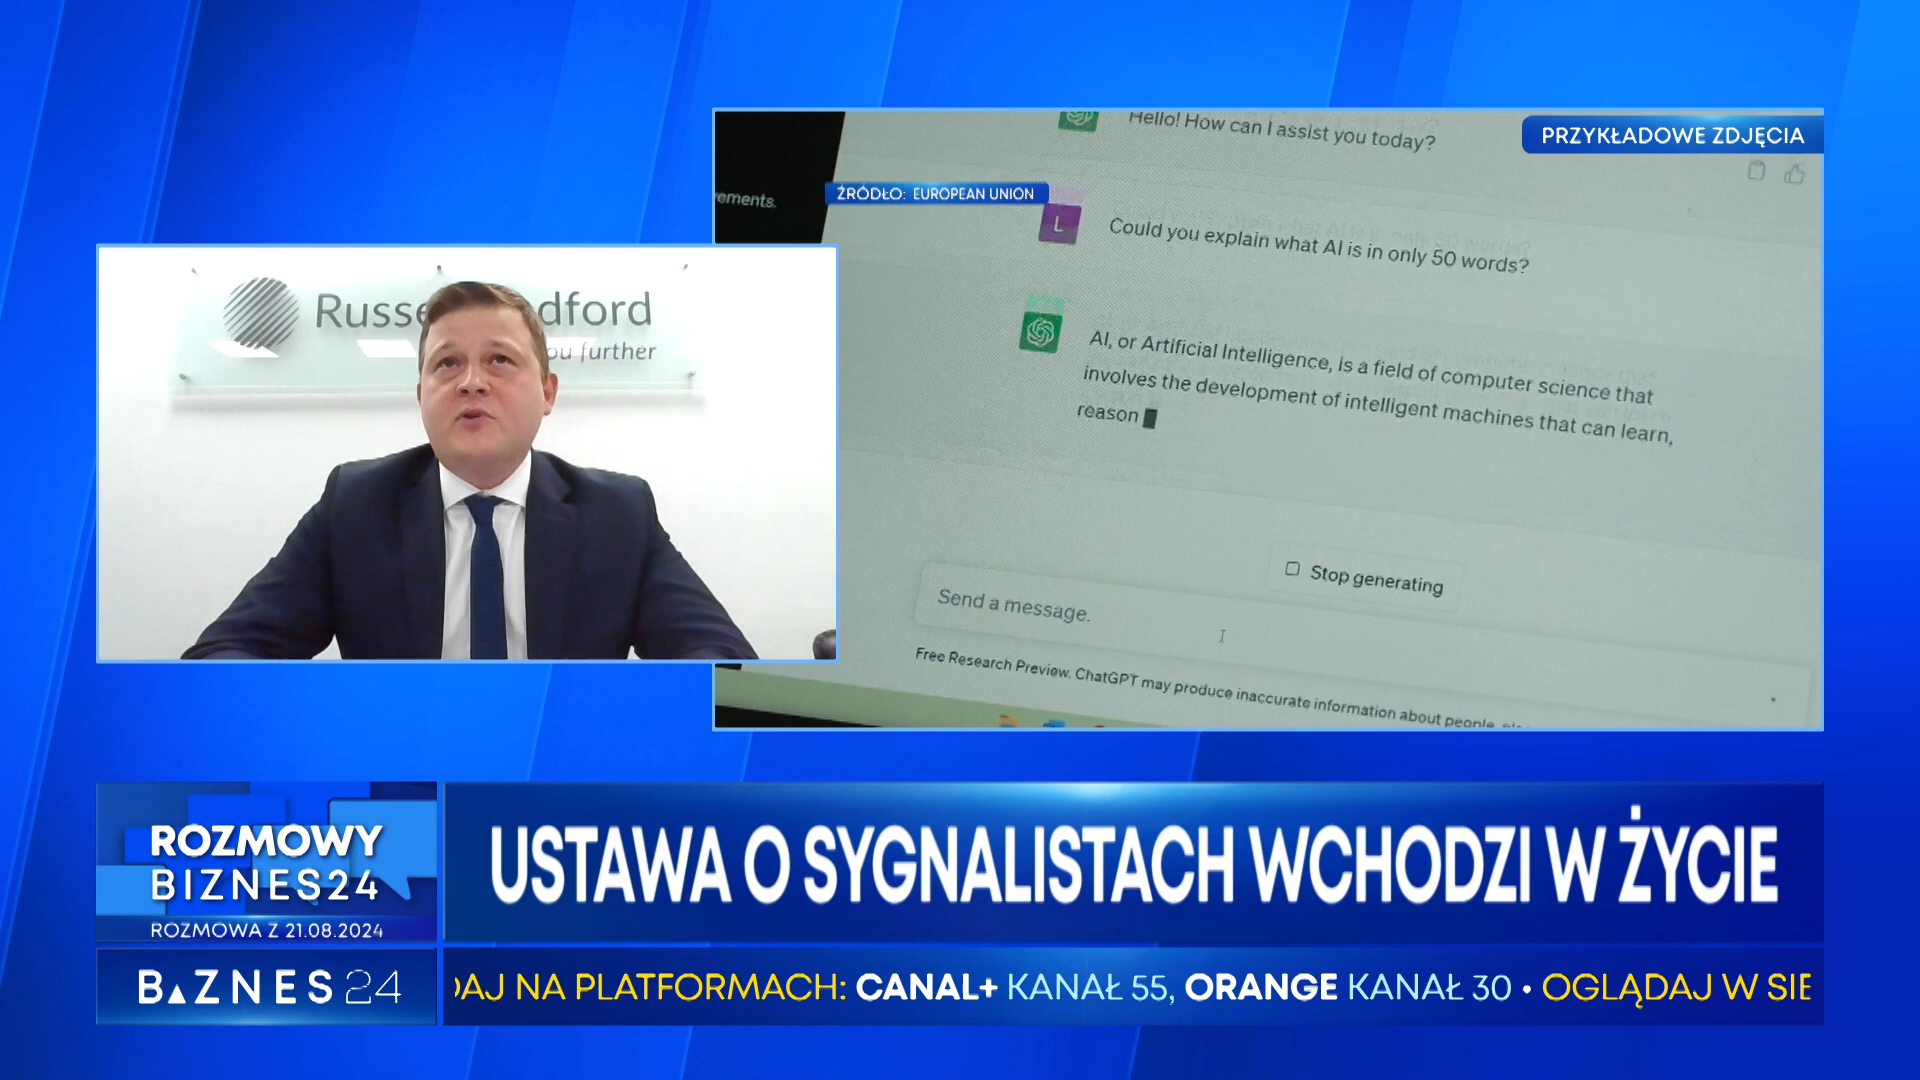 Hello! How can I assist you today?
PRZYKŁADOWE ZDJĘCIA
ements.
ŹRÓDŁO: EUROPEAN UNION
L
Could you explain what AI is in only 50 words?
AI, or Artificial Intelligence, is a field of computer science that
involves the development of intelligent machines that can learn,
reason
Stop generating
Send a message.
Free Research Preview. ChatGPT may produce inaccurate information about people,
Russe dford
ou further
ROZMOWY
BIZNES24
ROZMOWA Z 21.08.2024
USTAWA O SYGNALISTACH WCHODZI W ŻYCIE
BIZNES24
DAJ NA PLATFORMACH: CANAL+ KANAŁ 55, ORANGE KANAŁ 30 • OGLĄDAJ W SIE